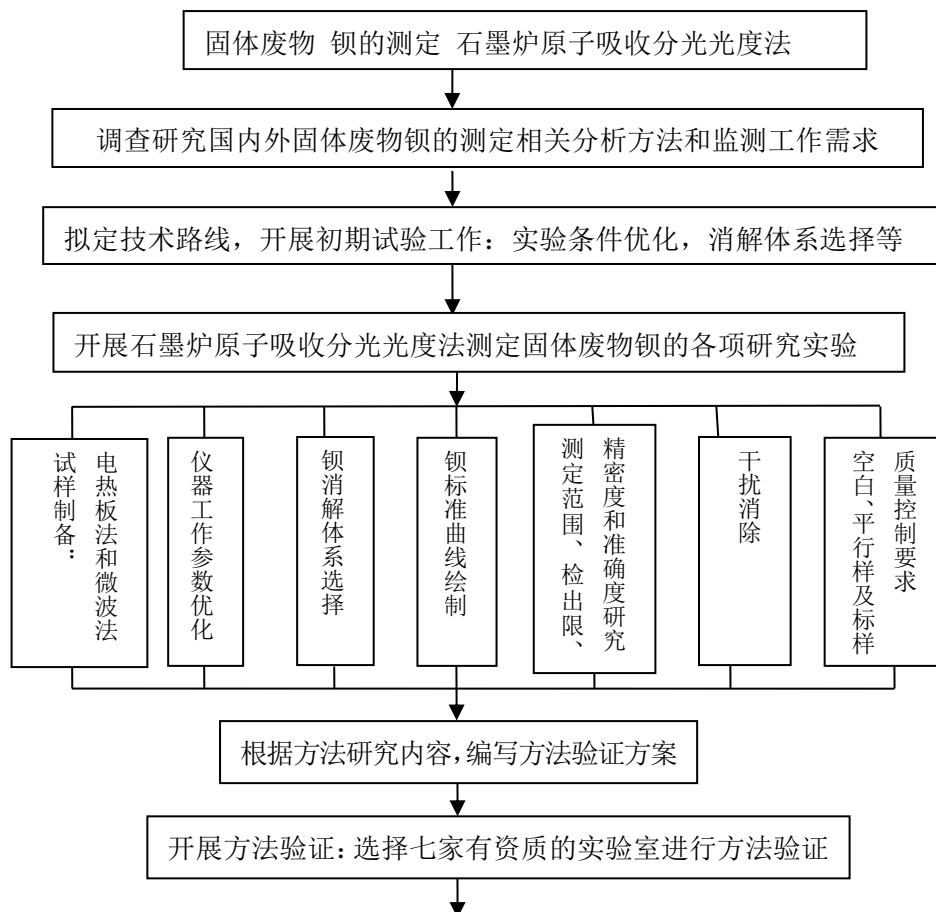 固体废物 钡的测定 石墨炉原子吸收分光光度法
调查研究国内外固体废物钡的测定相关分析方法和监测工作需求
拟定技术路线，开展初期试验工作：实验条件优化，消解体系选择等
开展石墨炉原子吸收分光光度法测定固体废物钡的各项研究实验
试样制备：
电热板法和微波法
仪器工作参数优化
钡消解体系选择
钡标准曲线绘制
测定范围、检出限、
精密度和准确度研究
干扰消除
空白、平行样及标样
质量控制要求
根据方法研究内容，编写方法验证方案
开展方法验证：选择七家有资质的实验室进行方法验证